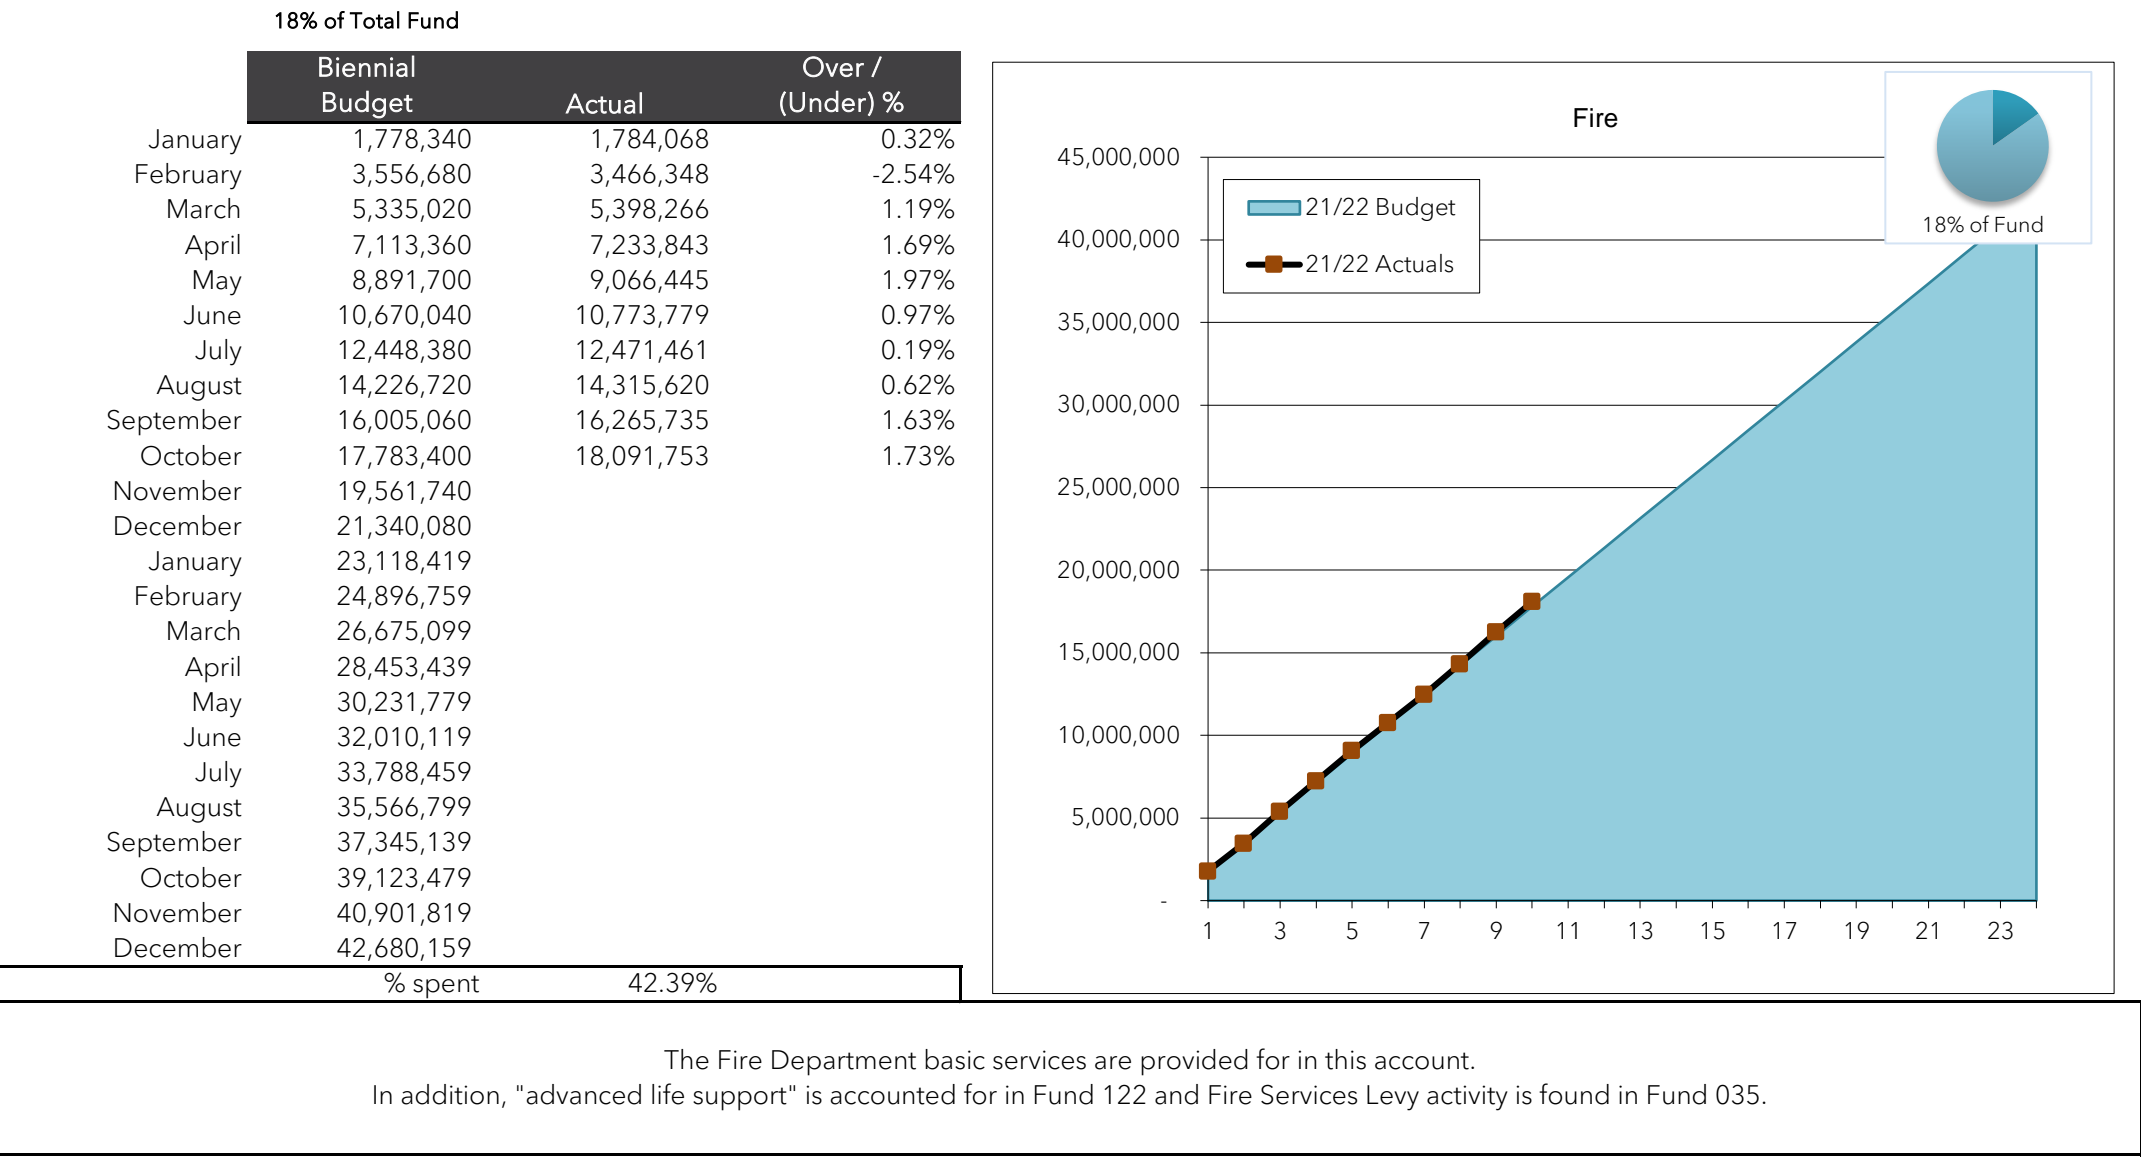 18% of Total Fund
Biennial Budget Actual Over / (Under) %
January 1,778,340 1,784,068 0.32%
February 3,556,680 3,466,348 -2.54%
March 5,335,020 5,398,266 1.19%
April 7,113,360 7,233,843 1.69%
May 8,891,700 9,066,445 1.97%
June 10,670,040 10,773,779 0.97%
July 12,448,380 12,471,461 0.19%
August 14,226,720 14,315,620 0.62%
September 16,005,060 16,265,735 1.63%
October 17,783,400 18,091,753 1.73%
November 19,561,740
December 21,340,080
January 23,118,419
February 24,896,759
March 26,675,099
April 28,453,439
May 30,231,779
June 32,010,119
July 33,788,459
August 35,566,799
September 37,345,139
October 39,123,479
November 40,901,819
December 42,680,159
% spent 42.39%
Fire
18% of Fund
21/22 Budget
21/22 Actuals
45,000,000
40,000,000
35,000,000
30,000,000
25,000,000
20,000,000
15,000,000
10,000,000
5,000,000
-
1 3 5 7 9 11 13 15 17 19 21 23
The Fire Department basic services are provided for in this account.
In addition, "advanced life support" is accounted for in Fund 122 and Fire Services Levy activity is found in Fund 035.